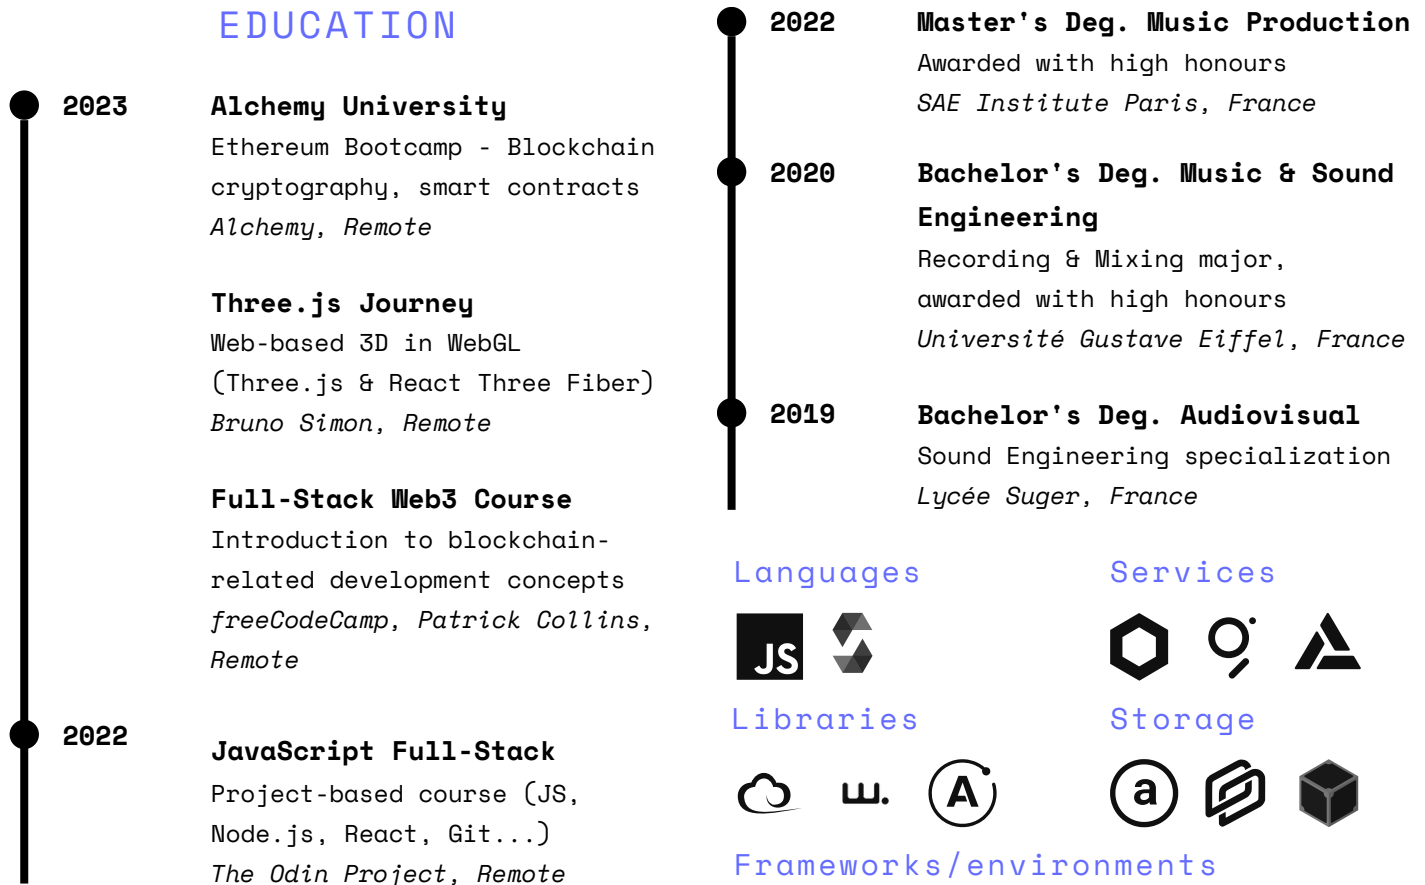 EDUCATION
2023
Alchemy University
Ethereum Bootcamp - Blockchain
cryptography, smart contracts
Alchemy, Remote
Three.js Journey
Web-based 3D in WebGL
(Three.js & React Three Fiber)
Bruno Simon, Remote
Full-Stack Web3 Course
Introduction to blockchain-
related development concepts
freeCodeCamp, Patrick Collins,
Remote
2022
JavaScript Full-Stack
Project-based course (JS,
Node.js, React, Git...)
The Odin Project, Remote
2022
Master's Deg. Music Production
Awarded with high honours
SAE Institute Paris, France
2020
Bachelor's Deg. Music & Sound
Engineering
Recording & Mixing major,
awarded with high honours
Université Gustave Eiffel, France
2019
Bachelor's Deg. Audiovisual
Sound Engineering specialization
Lycée Suger, France
Languages
JS
Services
Libraries
w.
A
Storage
a
Frameworks/environments